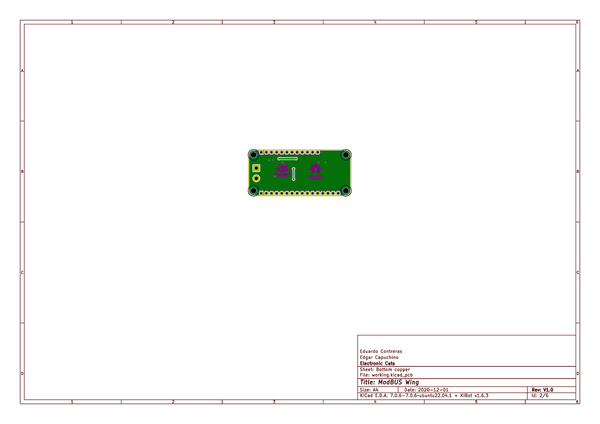 1 2 3 4 5 6
A A
B B
C C
Eduardo Contreras
Edgar Capuchino
Electronic Cats
Sheet: Bottom copper
File: working.kicad_pcb
D D
Title: ModBUS Wing
Size: A4 Date: 2020-12-01 Rev: V1.0
KiCad E.D.A. 7.0.6-7.0.6~ubuntu22.04.1 + KiBot v1.6.3 Id: 2/6
1 2 3 4 5 6